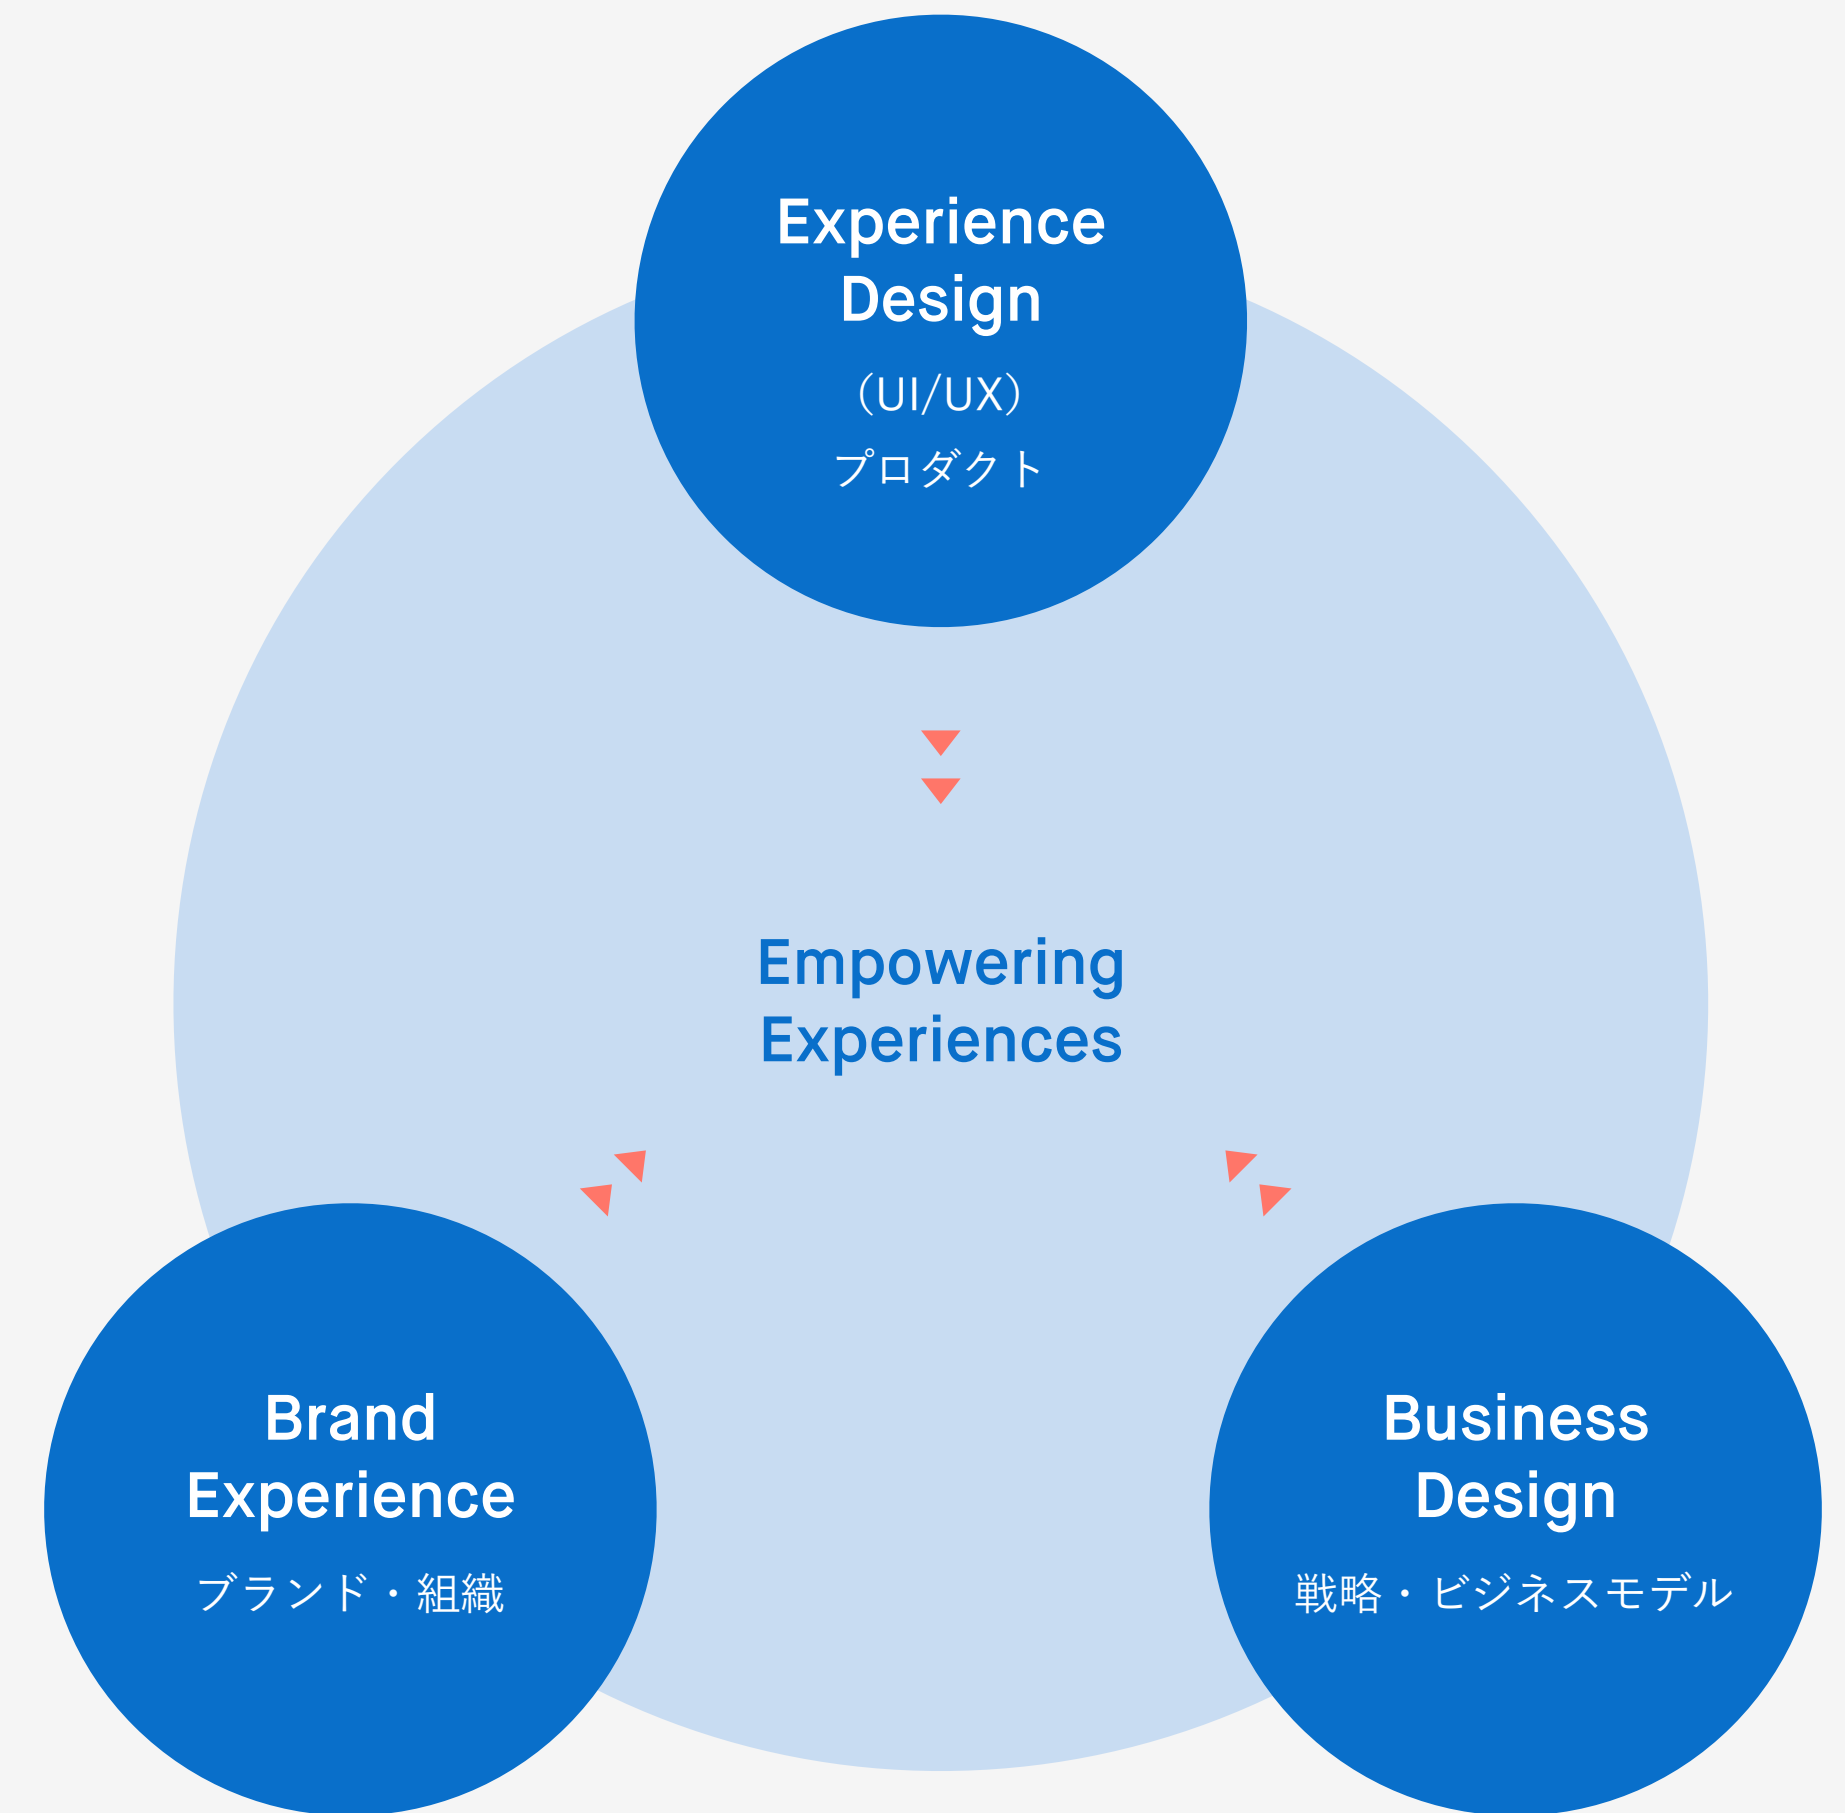 Experience
Design
（UI/UX）
プロダクト
Empowering
Experiences
Brand
Experience
ブランド・組織
Business
Design
戦略・ビジネスモデル